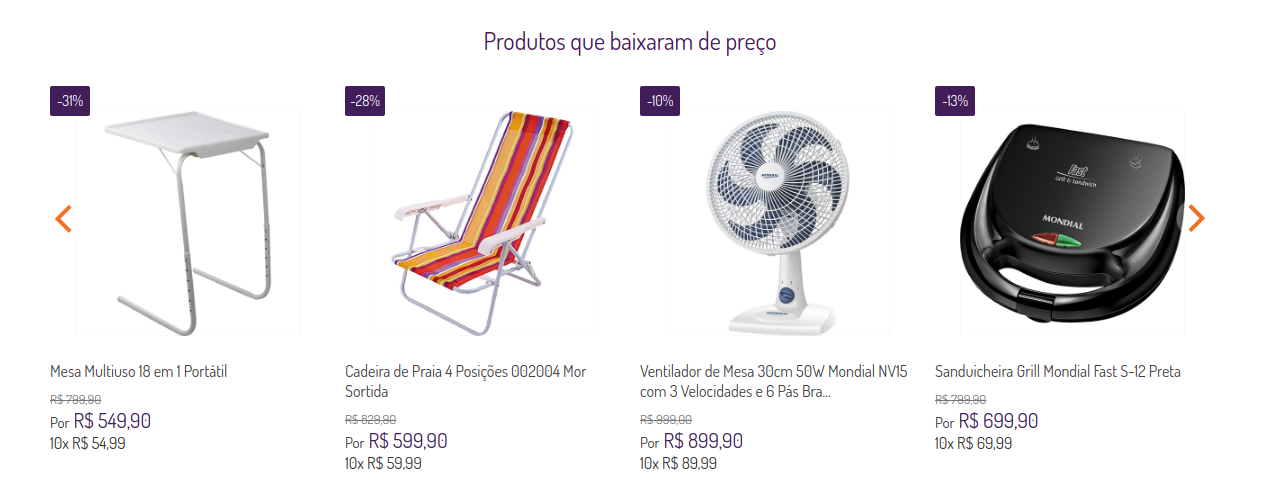 Produtos que baixaram de preço
-31%
-28%
-10%
-13%
MONDIAL
MONDIAL
Fast
Grill & Sandwich
MONDIAL
Mesa Multiuso 18 em 1 Portátil
R$ 799,90
Por R$ 549,90
10x R$ 54,99
Cadeira de Praia 4 Posições 002004 Mor
Sortida
R$ 829,90
Por R$ 599,90
10x R$ 59,99
Ventilador de Mesa 30cm 50W Mondial NV15
com 3 Velocidades e 6 Pás Bra...
R$ 999,00
Por R$ 899,90
10x R$ 89,99
Sanduicheira Grill Mondial Fast S-12 Preta
R$ 799,90
Por R$ 699,90
10x R$ 69,99